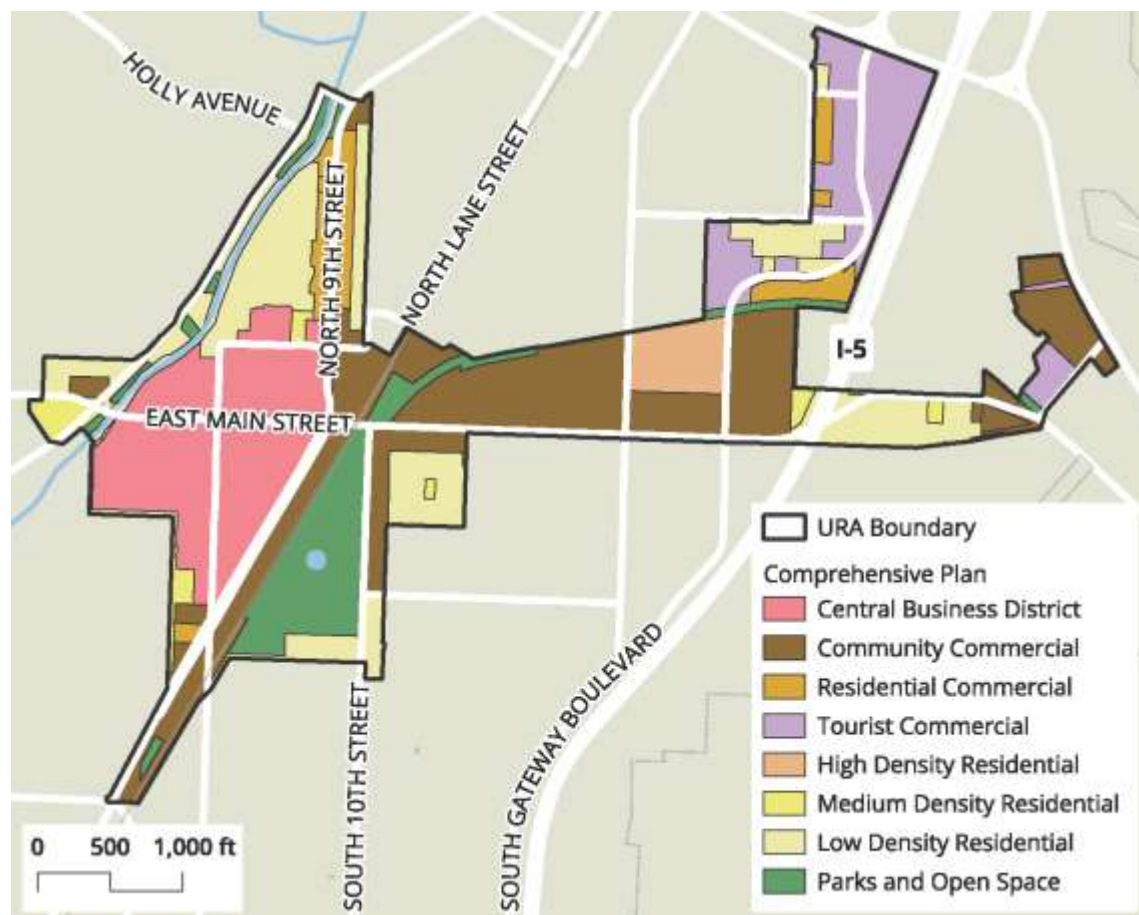 HOLLY AVENUE
NORTH 9TH STREET
NORTH LANE STREET
I-5
EAST MAIN STREET
SOUTH 10TH STREET
SOUTH GATEWAY BOULEVARD
URA Boundary
Comprehensive Plan
Central Business District
Community Commercial
Residential Commercial
Tourist Commercial
High Density Residential
Medium Density Residential
Low Density Residential
Parks and Open Space
0 500 1,000 ft